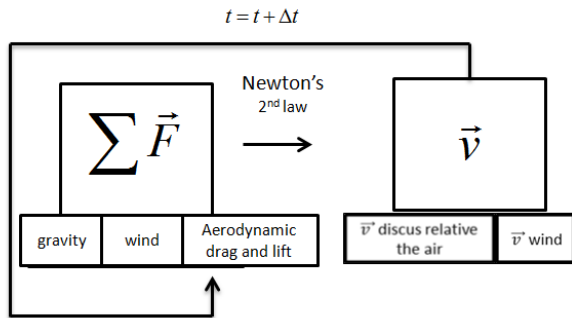 t = t + Δt
Newton's
2nd law
∑ F⃗
v⃗
gravity
wind
Aerodynamic
drag and lift
v⃗ discus relative
the air
v⃗ wind